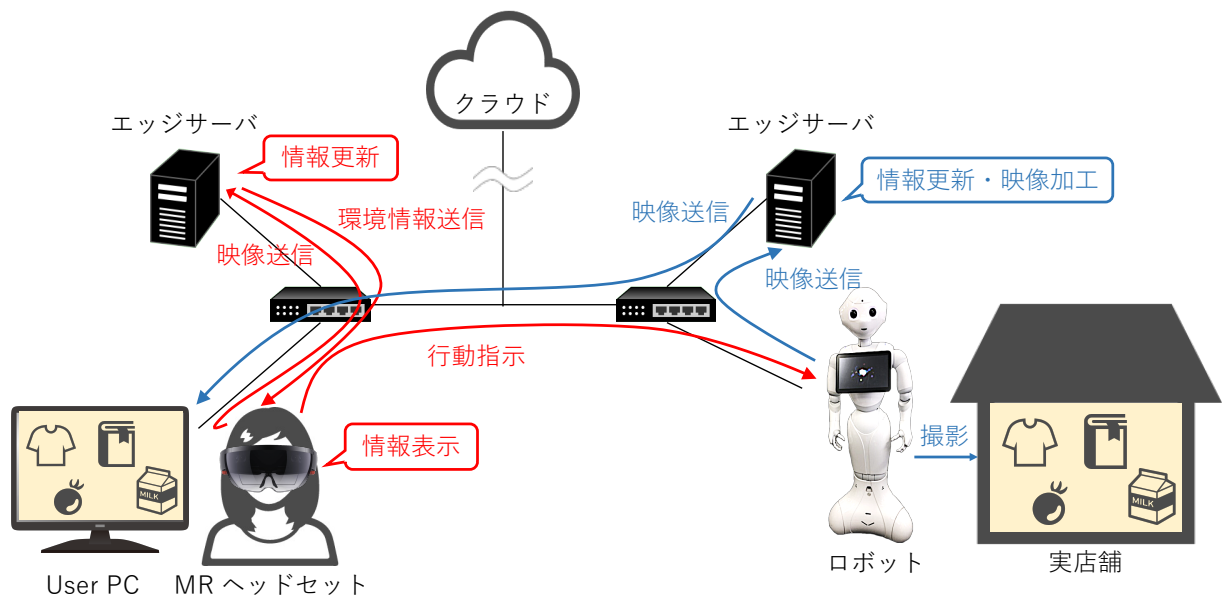 クラウド
エッジサーバ
エッジサーバ
情報更新
情報更新・映像加工
環境情報送信
映像送信
映像送信
映像送信
行動指示
情報表示
撮影
MILK
MILK
ロボット
実店舗
User PC
MR ヘッドセット